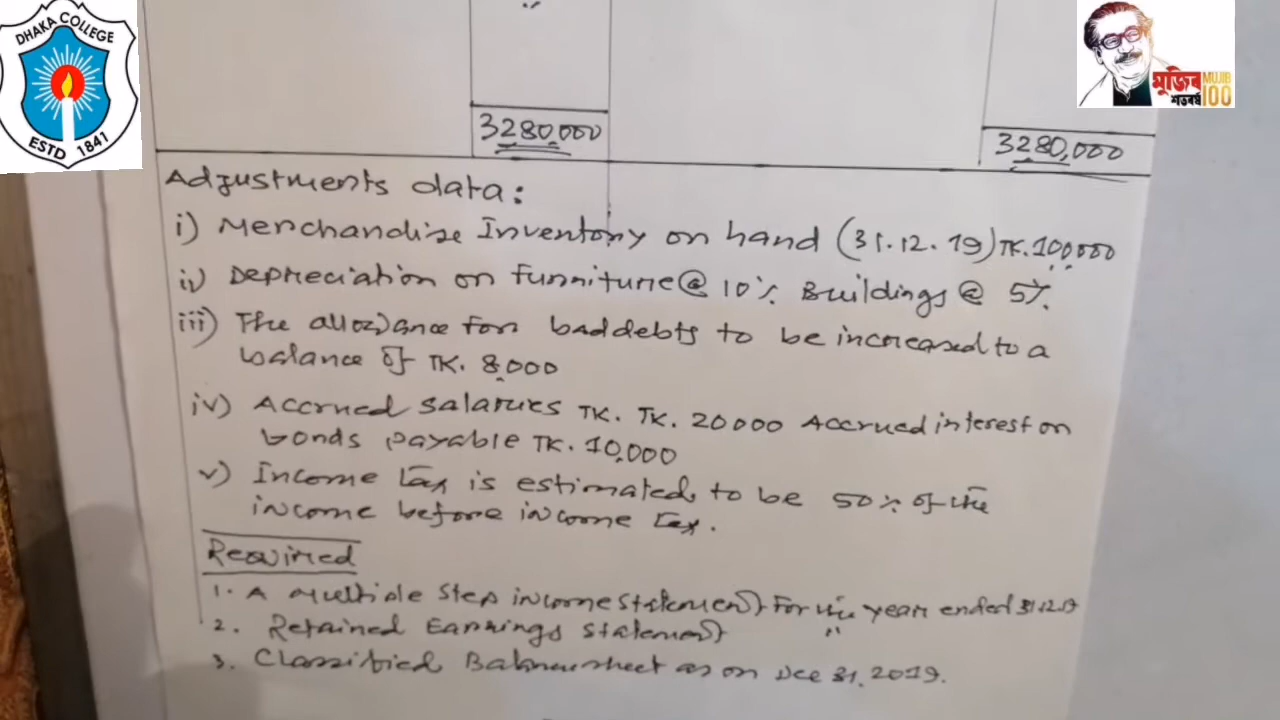 DHAKA COLLEGE
ESTD 1841
মুজিব
শতবর্ষ
MUJIB
100
3280,000
3280,000
Adjustments data:
i) Merchandise Inventory on hand (31.12.19) TK.100,000
ii) Depreciation on furniture @ 10% Buildings @ 5%.
iii) The allowance for baddebts to be increased to a
balance of TK. 8,000
iv) Accrued salaries TK. TK. 20000 Accrued interest on
bonds payable TK. 10,000
v) Income tax is estimated to be 50% of the
income before income tax.
Required
1. A Multiple step income statement for the year ended 31.12.19
2. Retained Earnings statement
3. Classified Balance sheet as on Dec 31, 2019.